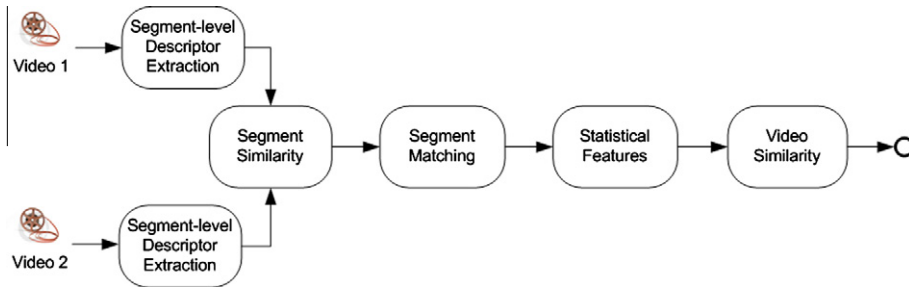 Video 1
Segment-level
Descriptor
Extraction
Segment
Similarity
Segment
Matching
Statistical
Features
Video
Similarity
Video 2
Segment-level
Descriptor
Extraction